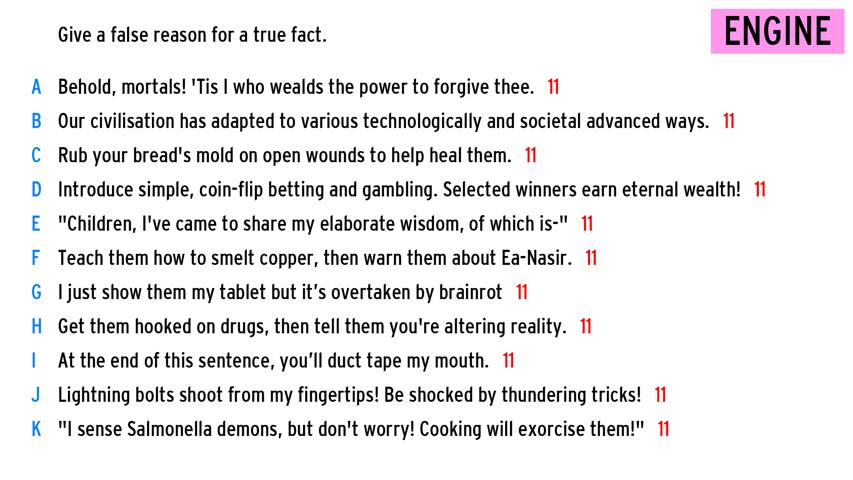 Give a false reason for a true fact.
ENGINE
A Behold, mortals! 'Tis I who wealds the power to forgive thee. 11
B Our civilisation has adapted to various technologically and societal advanced ways. 11
C Rub your bread's mold on open wounds to help heal them. 11
D Introduce simple, coin-flip betting and gambling. Selected winners earn eternal wealth! 11
E "Children, I've came to share my elaborate wisdom, of which is-" 11
F Teach them how to smelt copper, then warn them about Ea-Nasir. 11
G I just show them my tablet but it’s overtaken by brainrot 11
H Get them hooked on drugs, then tell them you're altering reality. 11
I At the end of this sentence, you’ll duct tape my mouth. 11
J Lightning bolts shoot from my fingertips! Be shocked by thundering tricks! 11
K "I sense Salmonella demons, but don't worry! Cooking will exorcise them!" 11